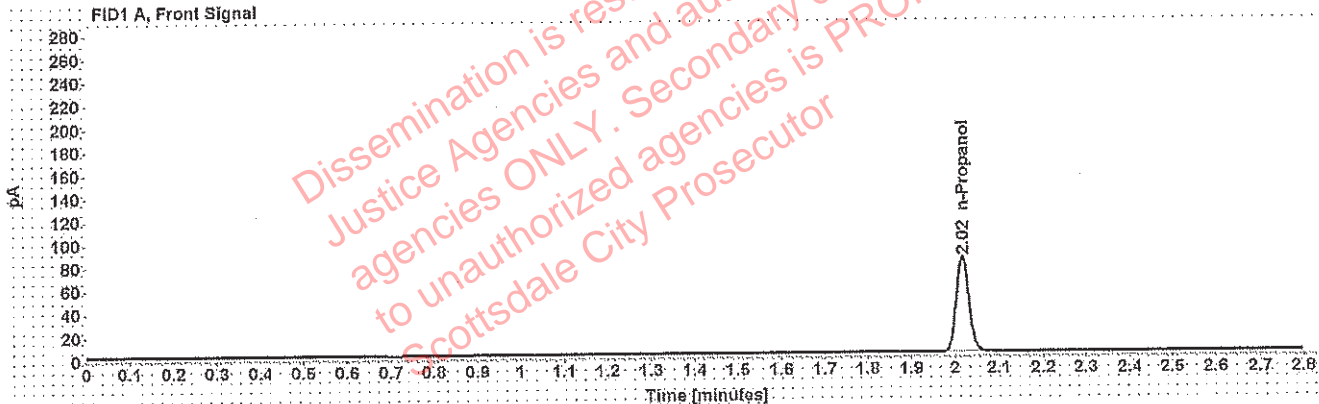 FID1 A, Front Signal
280
260
240
220
200
180
160
140
120
100
80
60
40
20
0
pA
2.02 n-Propanol
0 0.1 0.2 0.3 0.4 0.5 0.6 0.7 0.8 0.9 1 1.1 1.2 1.3 1.4 1.5 1.6 1.7 1.8 1.9 2 2.1 2.2 2.3 2.4 2.5 2.6 2.7 2.8
Time [minutes]
Dissemination is
Justice Agencies and
agencies ONLY. Secondary
to unauthorized agencies is
Scottsdale City Prosecutor